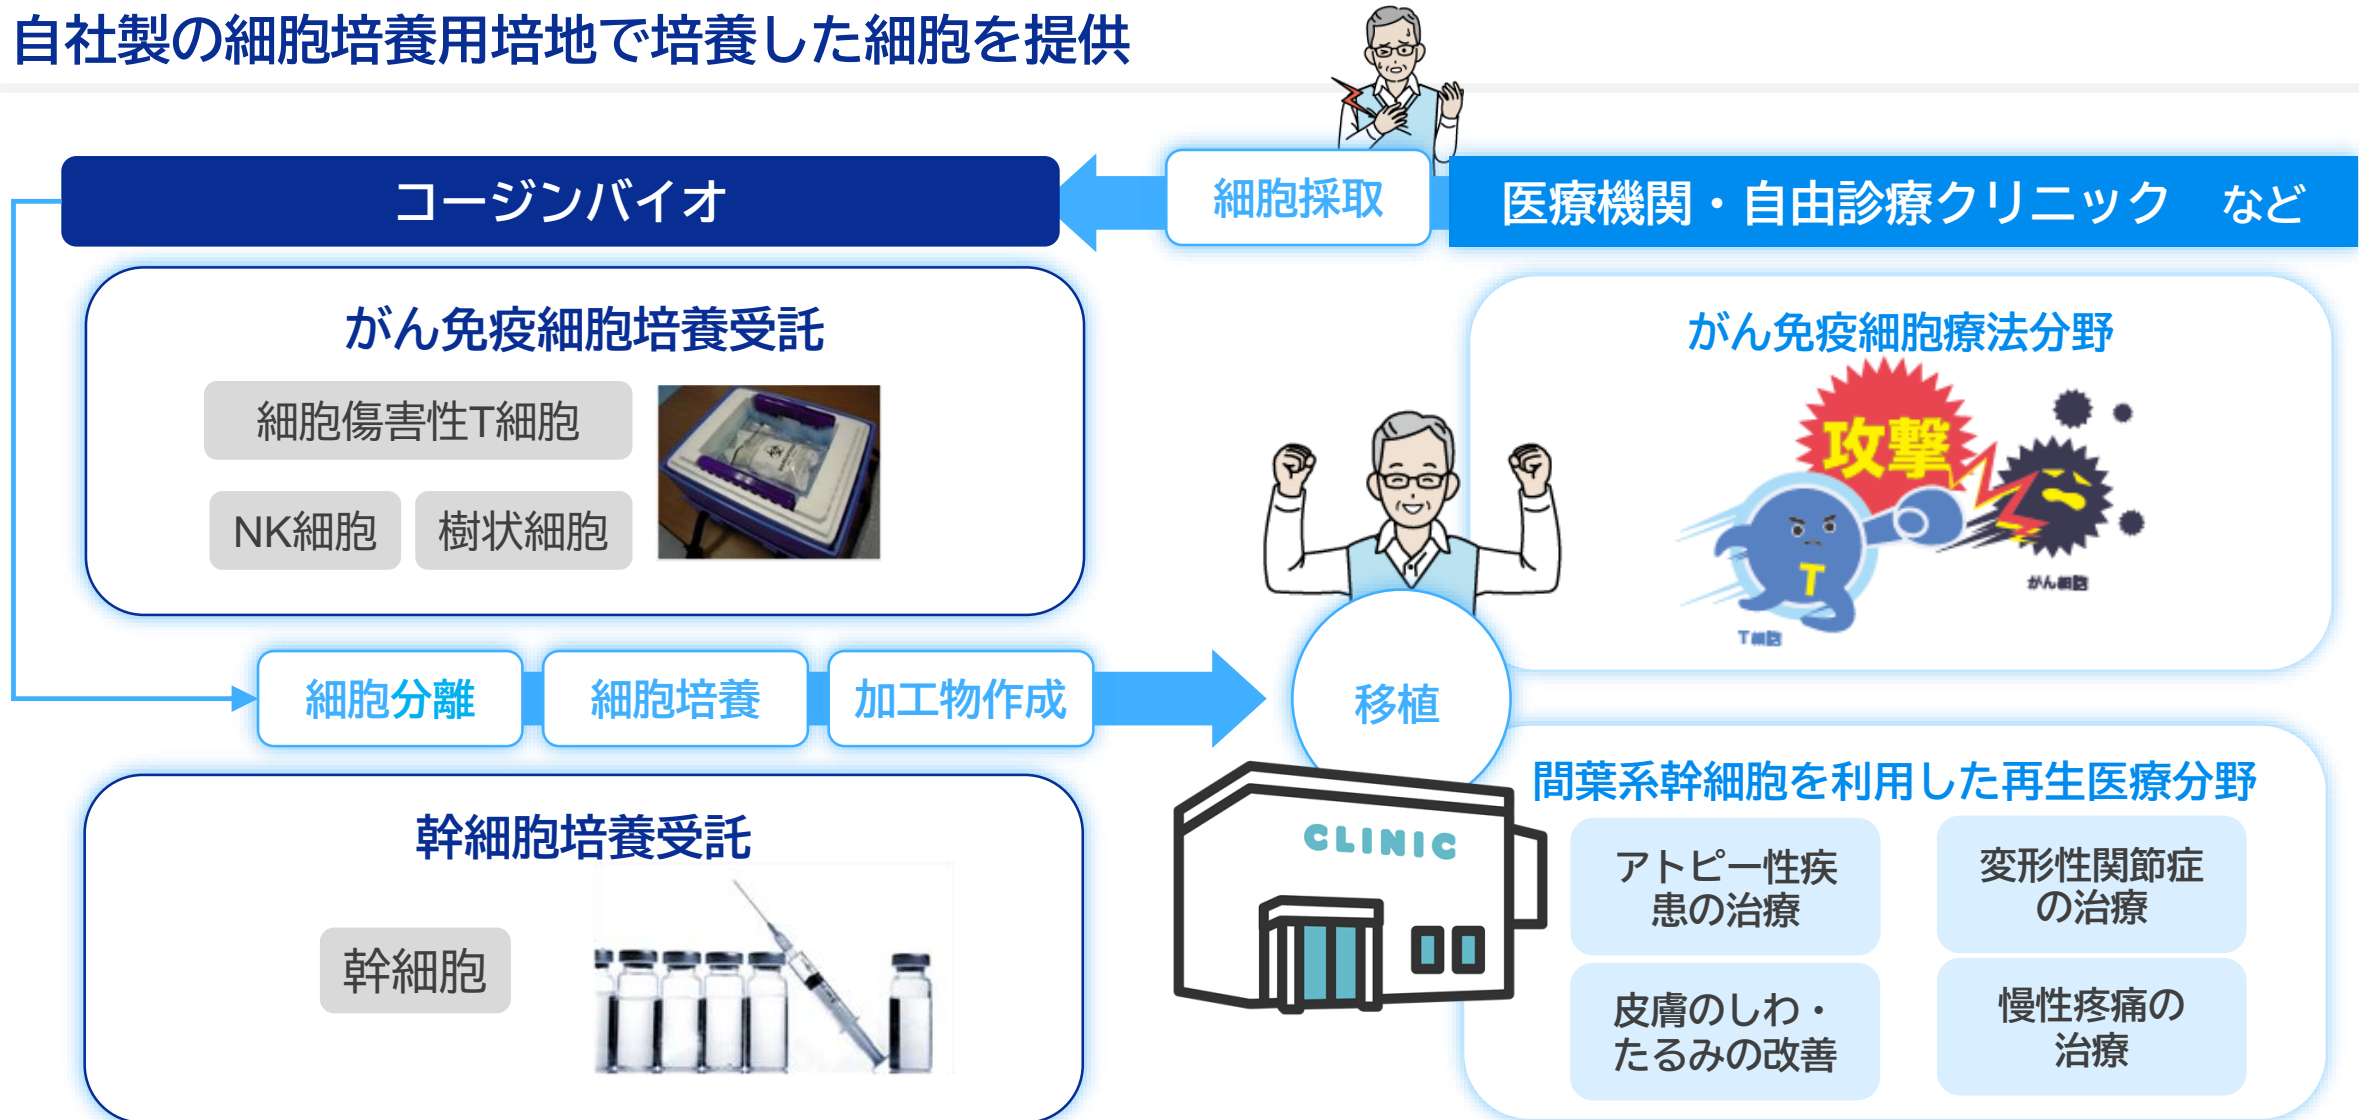 自社製の細胞培養用培地で培養した細胞を提供
コージンバイオ
細胞採取
医療機関・自由診療クリニック　など
がん免疫細胞培養受託
細胞傷害性T細胞
NK細胞
樹状細胞
がん免疫細胞療法分野
攻撃
T
がん細胞
T細胞
細胞分離
細胞培養
加工物作成
移植
幹細胞培養受託
幹細胞
CLINIC
間葉系幹細胞を利用した再生医療分野
アトピー性疾
患の治療
変形性関節症
の治療
皮膚のしわ・
たるみの改善
慢性疼痛の
治療